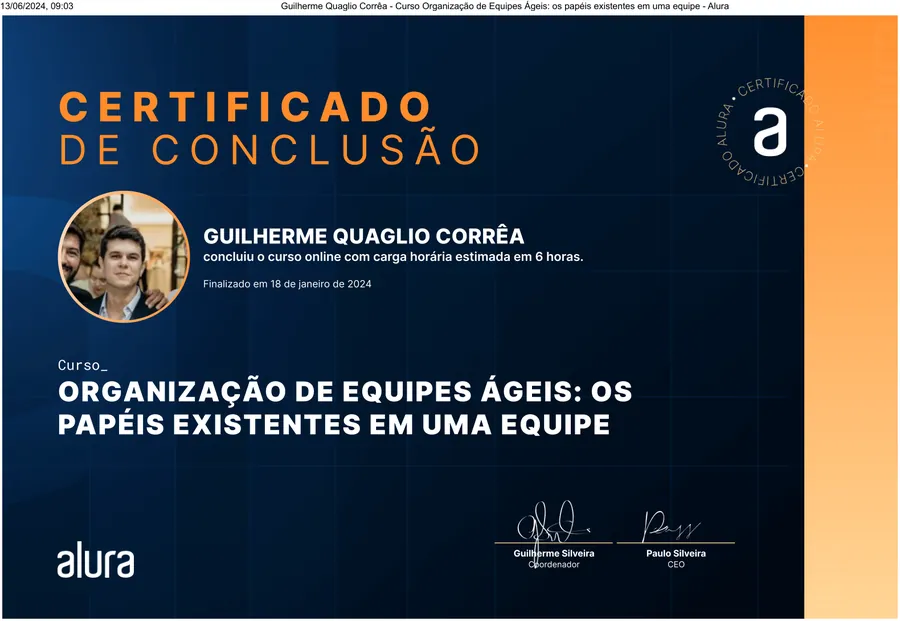 13/06/2024, 09:03
Guilherme Quaglio Corrêa - Curso Organização de Equipes Ágeis: os papéis existentes em uma equipe - Alura
CERTIFICADO
DE CONCLUSÃO
CERTIFICADO ALURA • CERTIFICADO ALURA •
a
GUILHERME QUAGLIO CORRÊA
concluiu o curso online com carga horária estimada em 6 horas.
Finalizado em 18 de janeiro de 2024
Curso_
ORGANIZAÇÃO DE EQUIPES ÁGEIS: OS
PAPÉIS EXISTENTES EM UMA EQUIPE
alura
Guilherme Silveira
Coordenador
Paulo Silveira
CEO